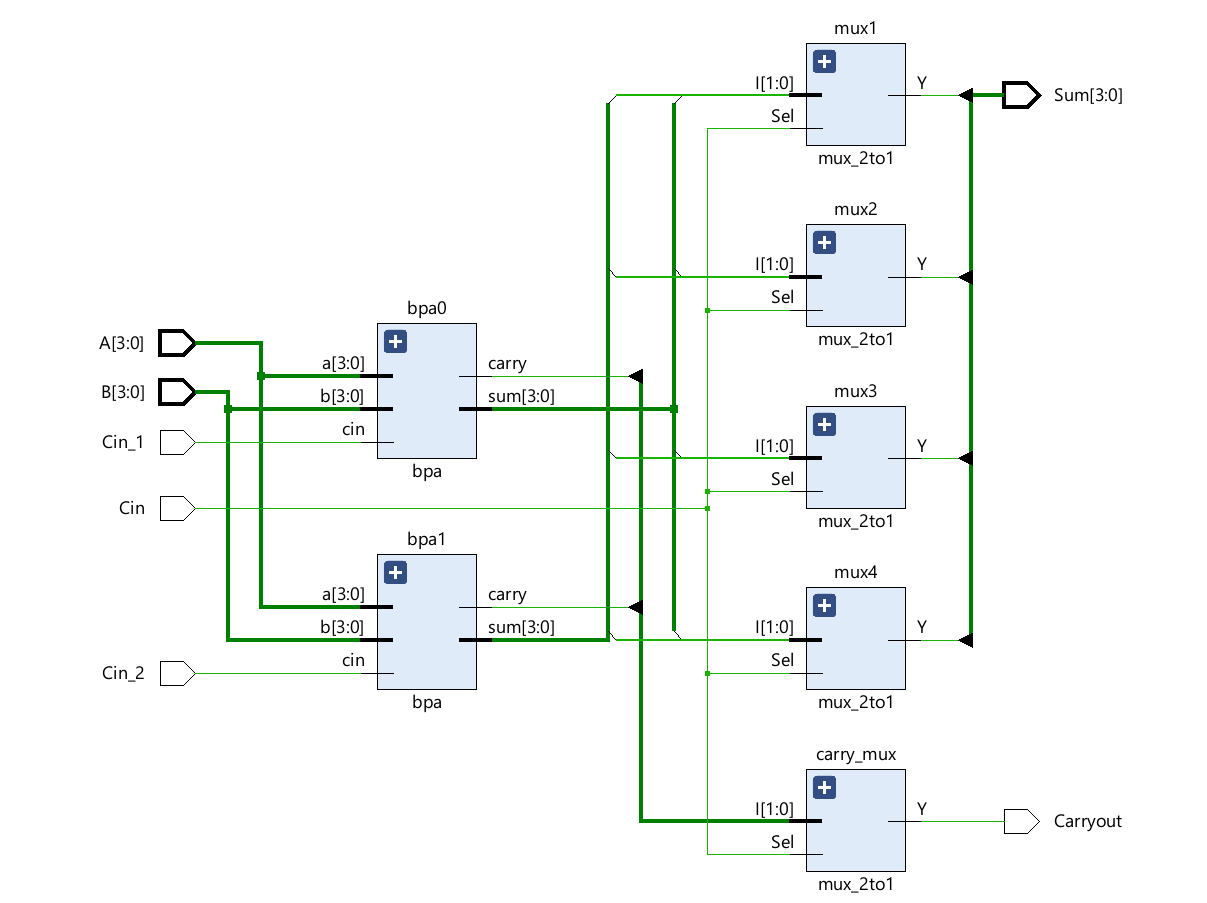 mux1
I[1:0]
Y
Sel
mux_2to1
Sum[3:0]
mux2
I[1:0]
Y
Sel
mux_2to1
bpa0
A[3:0]
a[3:0]
carry
B[3:0]
b[3:0]
sum[3:0]
Cin_1
cin
bpa
mux3
I[1:0]
Y
Sel
mux_2to1
Cin
bpa1
a[3:0]
carry
b[3:0]
sum[3:0]
Cin_2
cin
bpa
mux4
I[1:0]
Y
Sel
mux_2to1
carry_mux
I[1:0]
Y
Sel
mux_2to1
Carryout